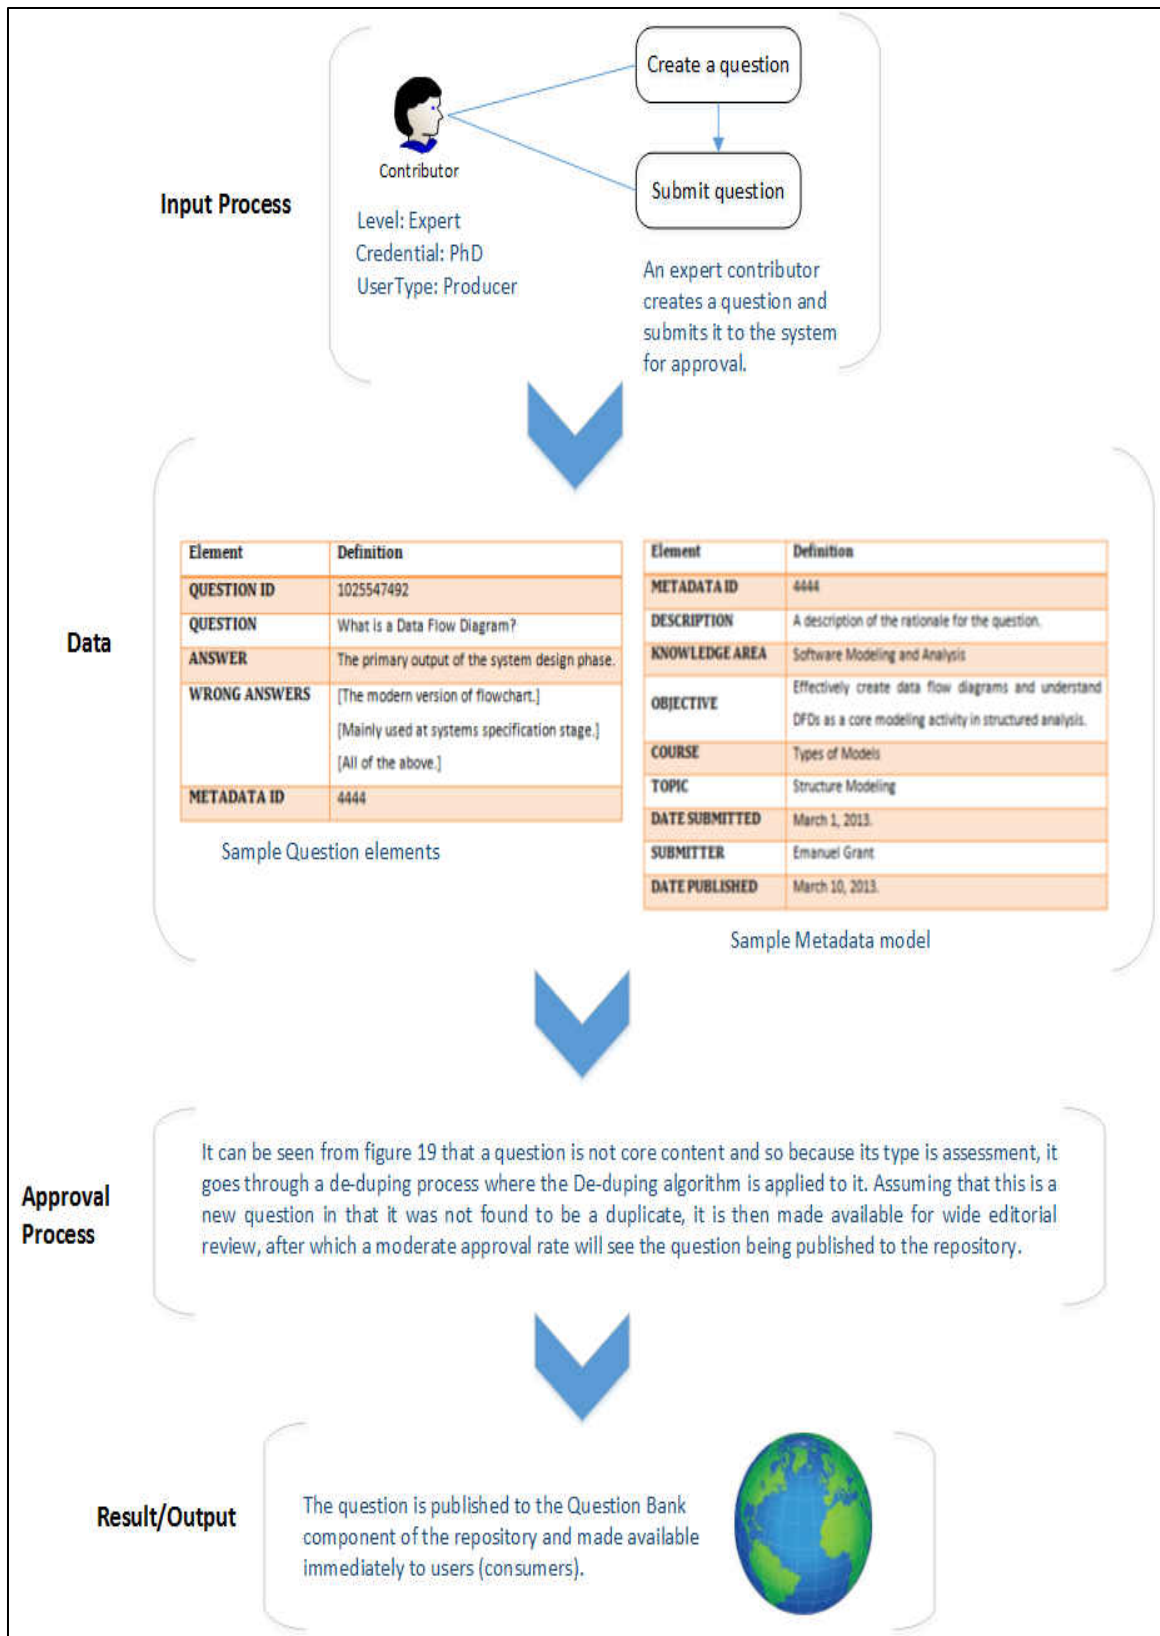 Create a question
Contributor
Submit question
Input Process
Level: Expert
Credential: PhD
UserType: Producer
An expert contributor
creates a question and
submits it to the system
for approval.
Data
Element Definition
QUESTION ID 1025547492
QUESTION What is a Data Flow Diagram?
ANSWER The primary output of the system design phase.
WRONG ANSWERS [The modern version of flowchart.]
[Mainly used at systems specification stage.]
[All of the above.]
METADATA ID 4444
Sample Question elements
Element Definition
METADATA ID 4444
DESCRIPTION A description of the rationale for the question.
KNOWLEDGE AREA Software Modeling and Analysis
OBJECTIVE Effectively create data flow diagrams and understand
DFDs as a core modeling activity in structured analysis.
COURSE Types of Models
TOPIC Structure Modeling
DATE SUBMITTED March 1, 2013.
SUBMITTER Emanuel Grant
DATE PUBLISHED March 10, 2013.
Sample Metadata model
Approval
Process
It can be seen from figure 19 that a question is not core content and so because its type is assessment, it
goes through a de-duping process where the De-duping algorithm is applied to it. Assuming that this is a
new question in that it was not found to be a duplicate, it is then made available for wide editorial
review, after which a moderate approval rate will see the question being published to the repository.
Result/Output
The question is published to the Question Bank
component of the repository and made available
immediately to users (consumers).